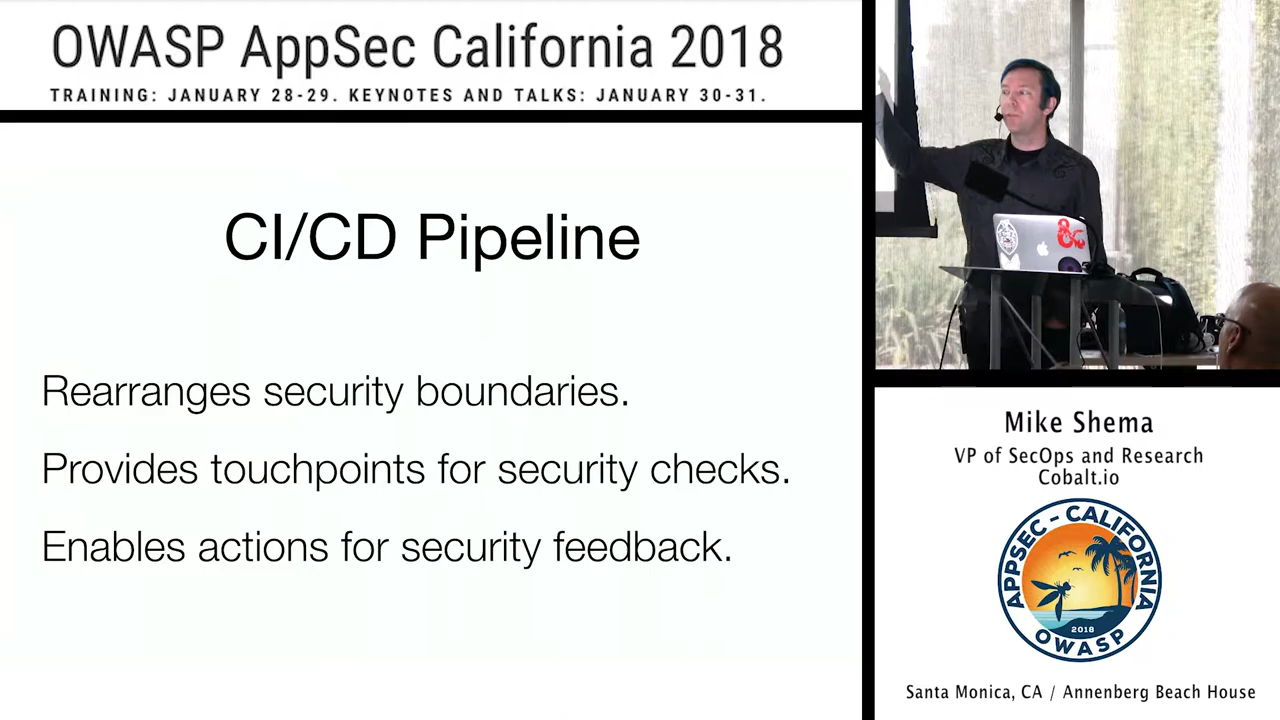 OWASP AppSec California 2018
TRAINING: JANUARY 28-29. KEYNOTES AND TALKS: JANUARY 30-31.
CI/CD Pipeline
Rearranges security boundaries.
Provides touchpoints for security checks.
Enables actions for security feedback.
Mike Shema
VP of SecOps and Research
Cobalt.io
APPSEC - CALIFORNIA
2018
OWASP
Santa Monica, CA / Annenberg Beach House